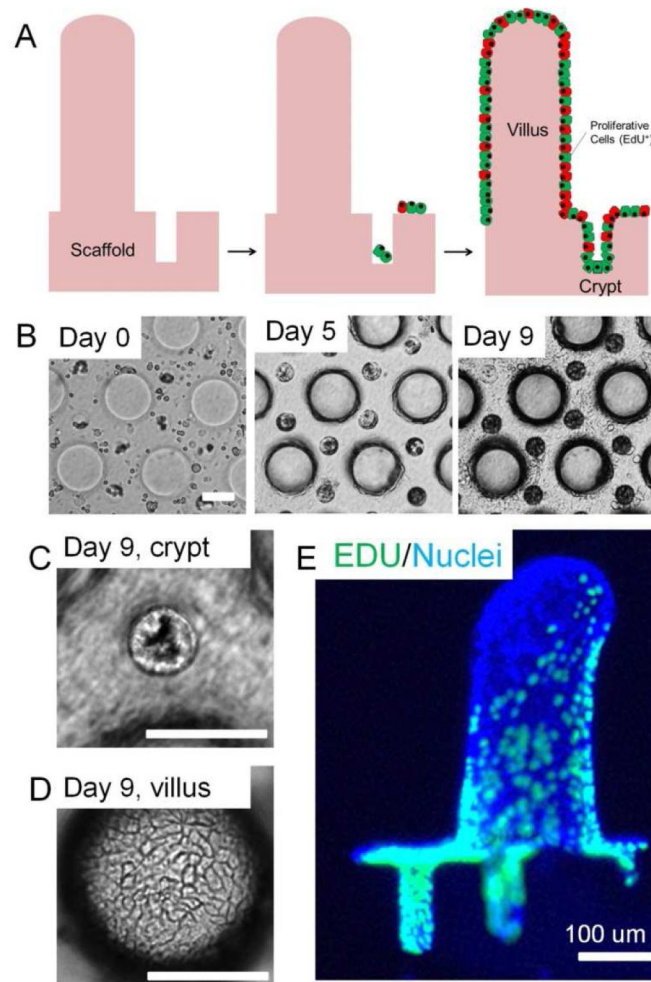 A
Scaffold
Villus
Proliferative
Cells (EdU⁺)
Crypt
B
Day 0
Day 5
Day 9
C
Day 9, crypt
D
Day 9, villus
E
EDU/Nuclei
100 um